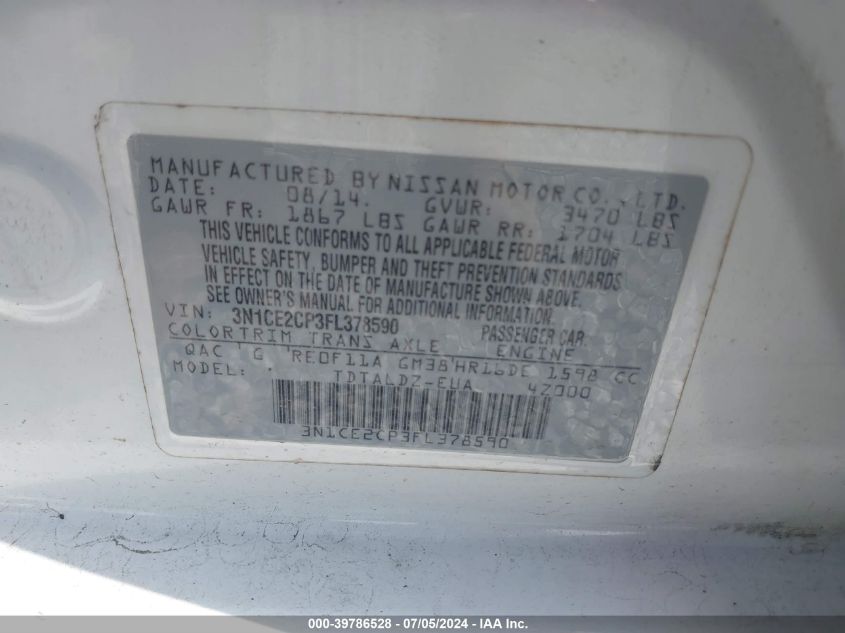 MANUFACTURED BY NISSAN MOTOR CO., LTD.
DATE: 08/14. GVWR: 3470 LBS
GAWR FR: 1867 LBS GAWR RR: 1704 LBS
THIS VEHICLE CONFORMS TO ALL APPLICABLE FEDERAL MOTOR
VEHICLE SAFETY, BUMPER AND THEFT PREVENTION STANDARDS
IN EFFECT ON THE DATE OF MANUFACTURE SHOWN ABOVE.
SEE OWNER'S MANUAL FOR ADDITIONAL INFORMATION.
VIN: 3N1CE2CP3FL378590 PASSENGER CAR.
COLOR TRIM TRANS AXLE ENGINE
QAC G RE0F11A GM38 HR16DE 1598 CC
MODEL: TDTALDZ-EUA 4Z000
3N1CE2CP3FL378590
000-39786528 - 07/05/2024 - IAA Inc.